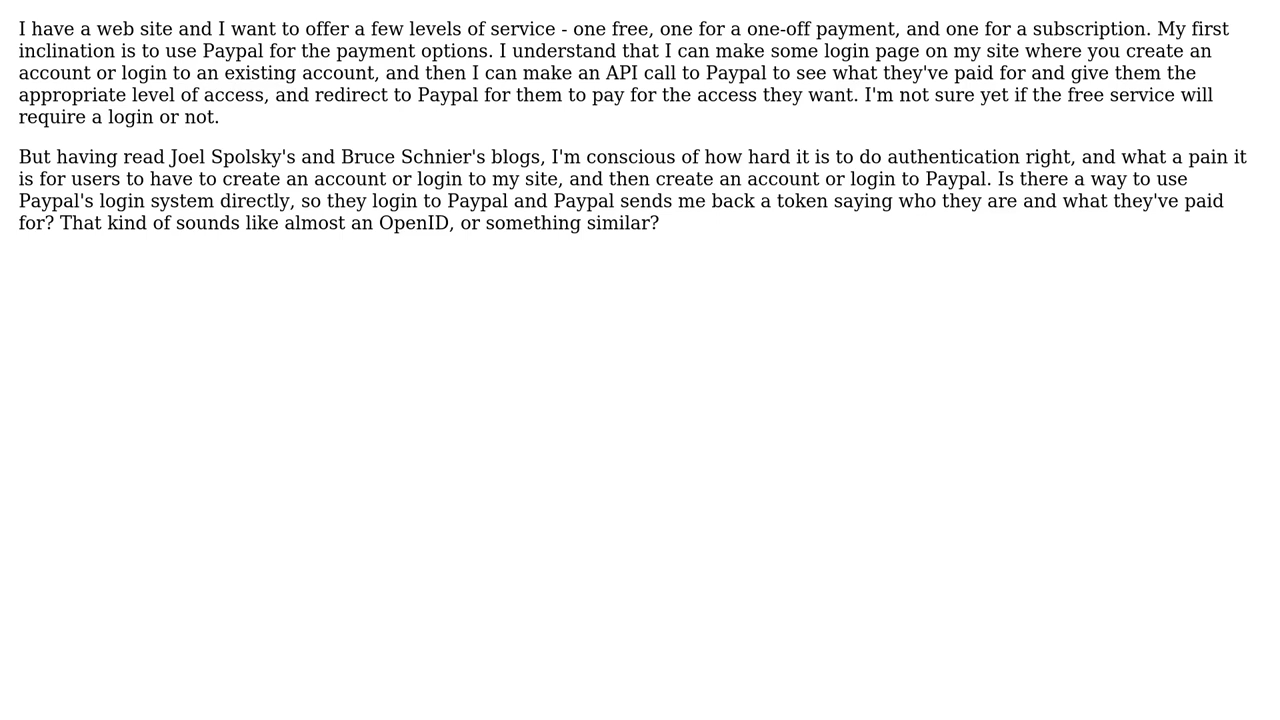 I have a web site and I want to offer a few levels of service - one free, one for a one-off payment, and one for a subscription. My first
inclination is to use Paypal for the payment options. I understand that I can make some login page on my site where you create an
account or login to an existing account, and then I can make an API call to Paypal to see what they've paid for and give them the
appropriate level of access, and redirect to Paypal for them to pay for the access they want. I'm not sure yet if the free service will
require a login or not.
But having read Joel Spolsky's and Bruce Schnier's blogs, I'm conscious of how hard it is to do authentication right, and what a pain it
is for users to have to create an account or login to my site, and then create an account or login to Paypal. Is there a way to use
Paypal's login system directly, so they login to Paypal and Paypal sends me back a token saying who they are and what they've paid
for? That kind of sounds like almost an OpenID, or something similar?